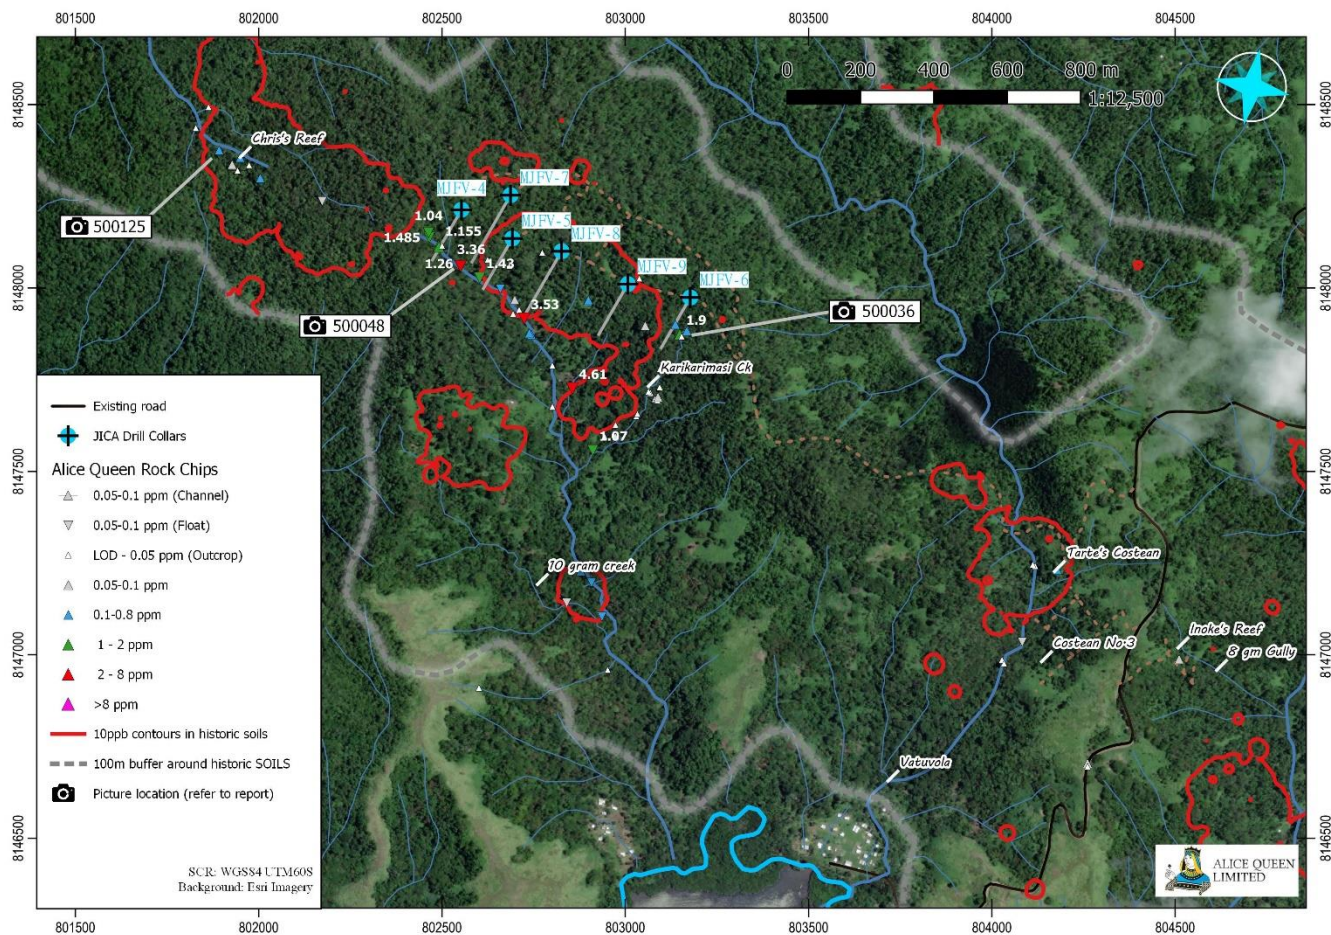 801500 802000 802500 803000 803500 804000 804500
8148500
8148000
8147500
8147000
8146500
8148500
8148000
8147500
8147000
8146500
0 200 400 600 800 m
1:12,500
Chris's Reef
500125
MJFV-4
MJFV-7
MJFV-5
MJFV-8
MJFV-9
MJFV-6
1.04
1.485
1.155
3.36
1.26
1.43
3.53
1.9
500048
500036
4.61
Karikarimasi Ck
1.07
10 gram creek
Tarte's Costean
Costean No:3
Inoke's Reef
8 gm Gully
Vatuvola
Existing road
JICA Drill Collars
Alice Queen Rock Chips
0.05-0.1 ppm (Channel)
0.05-0.1 ppm (Float)
LOD - 0.05 ppm (Outcrop)
0.05-0.1 ppm
0.1-0.8 ppm
1 - 2 ppm
2 - 8 ppm
>8 ppm
10ppb contours in historic soils
100m buffer around historic SOILS
Picture location (refer to report)
SCR: WGS84 UTM60S
Background: Esri Imagery
ALICE QUEEN
LIMITED
801500 802000 802500 803000 803500 804000 804500